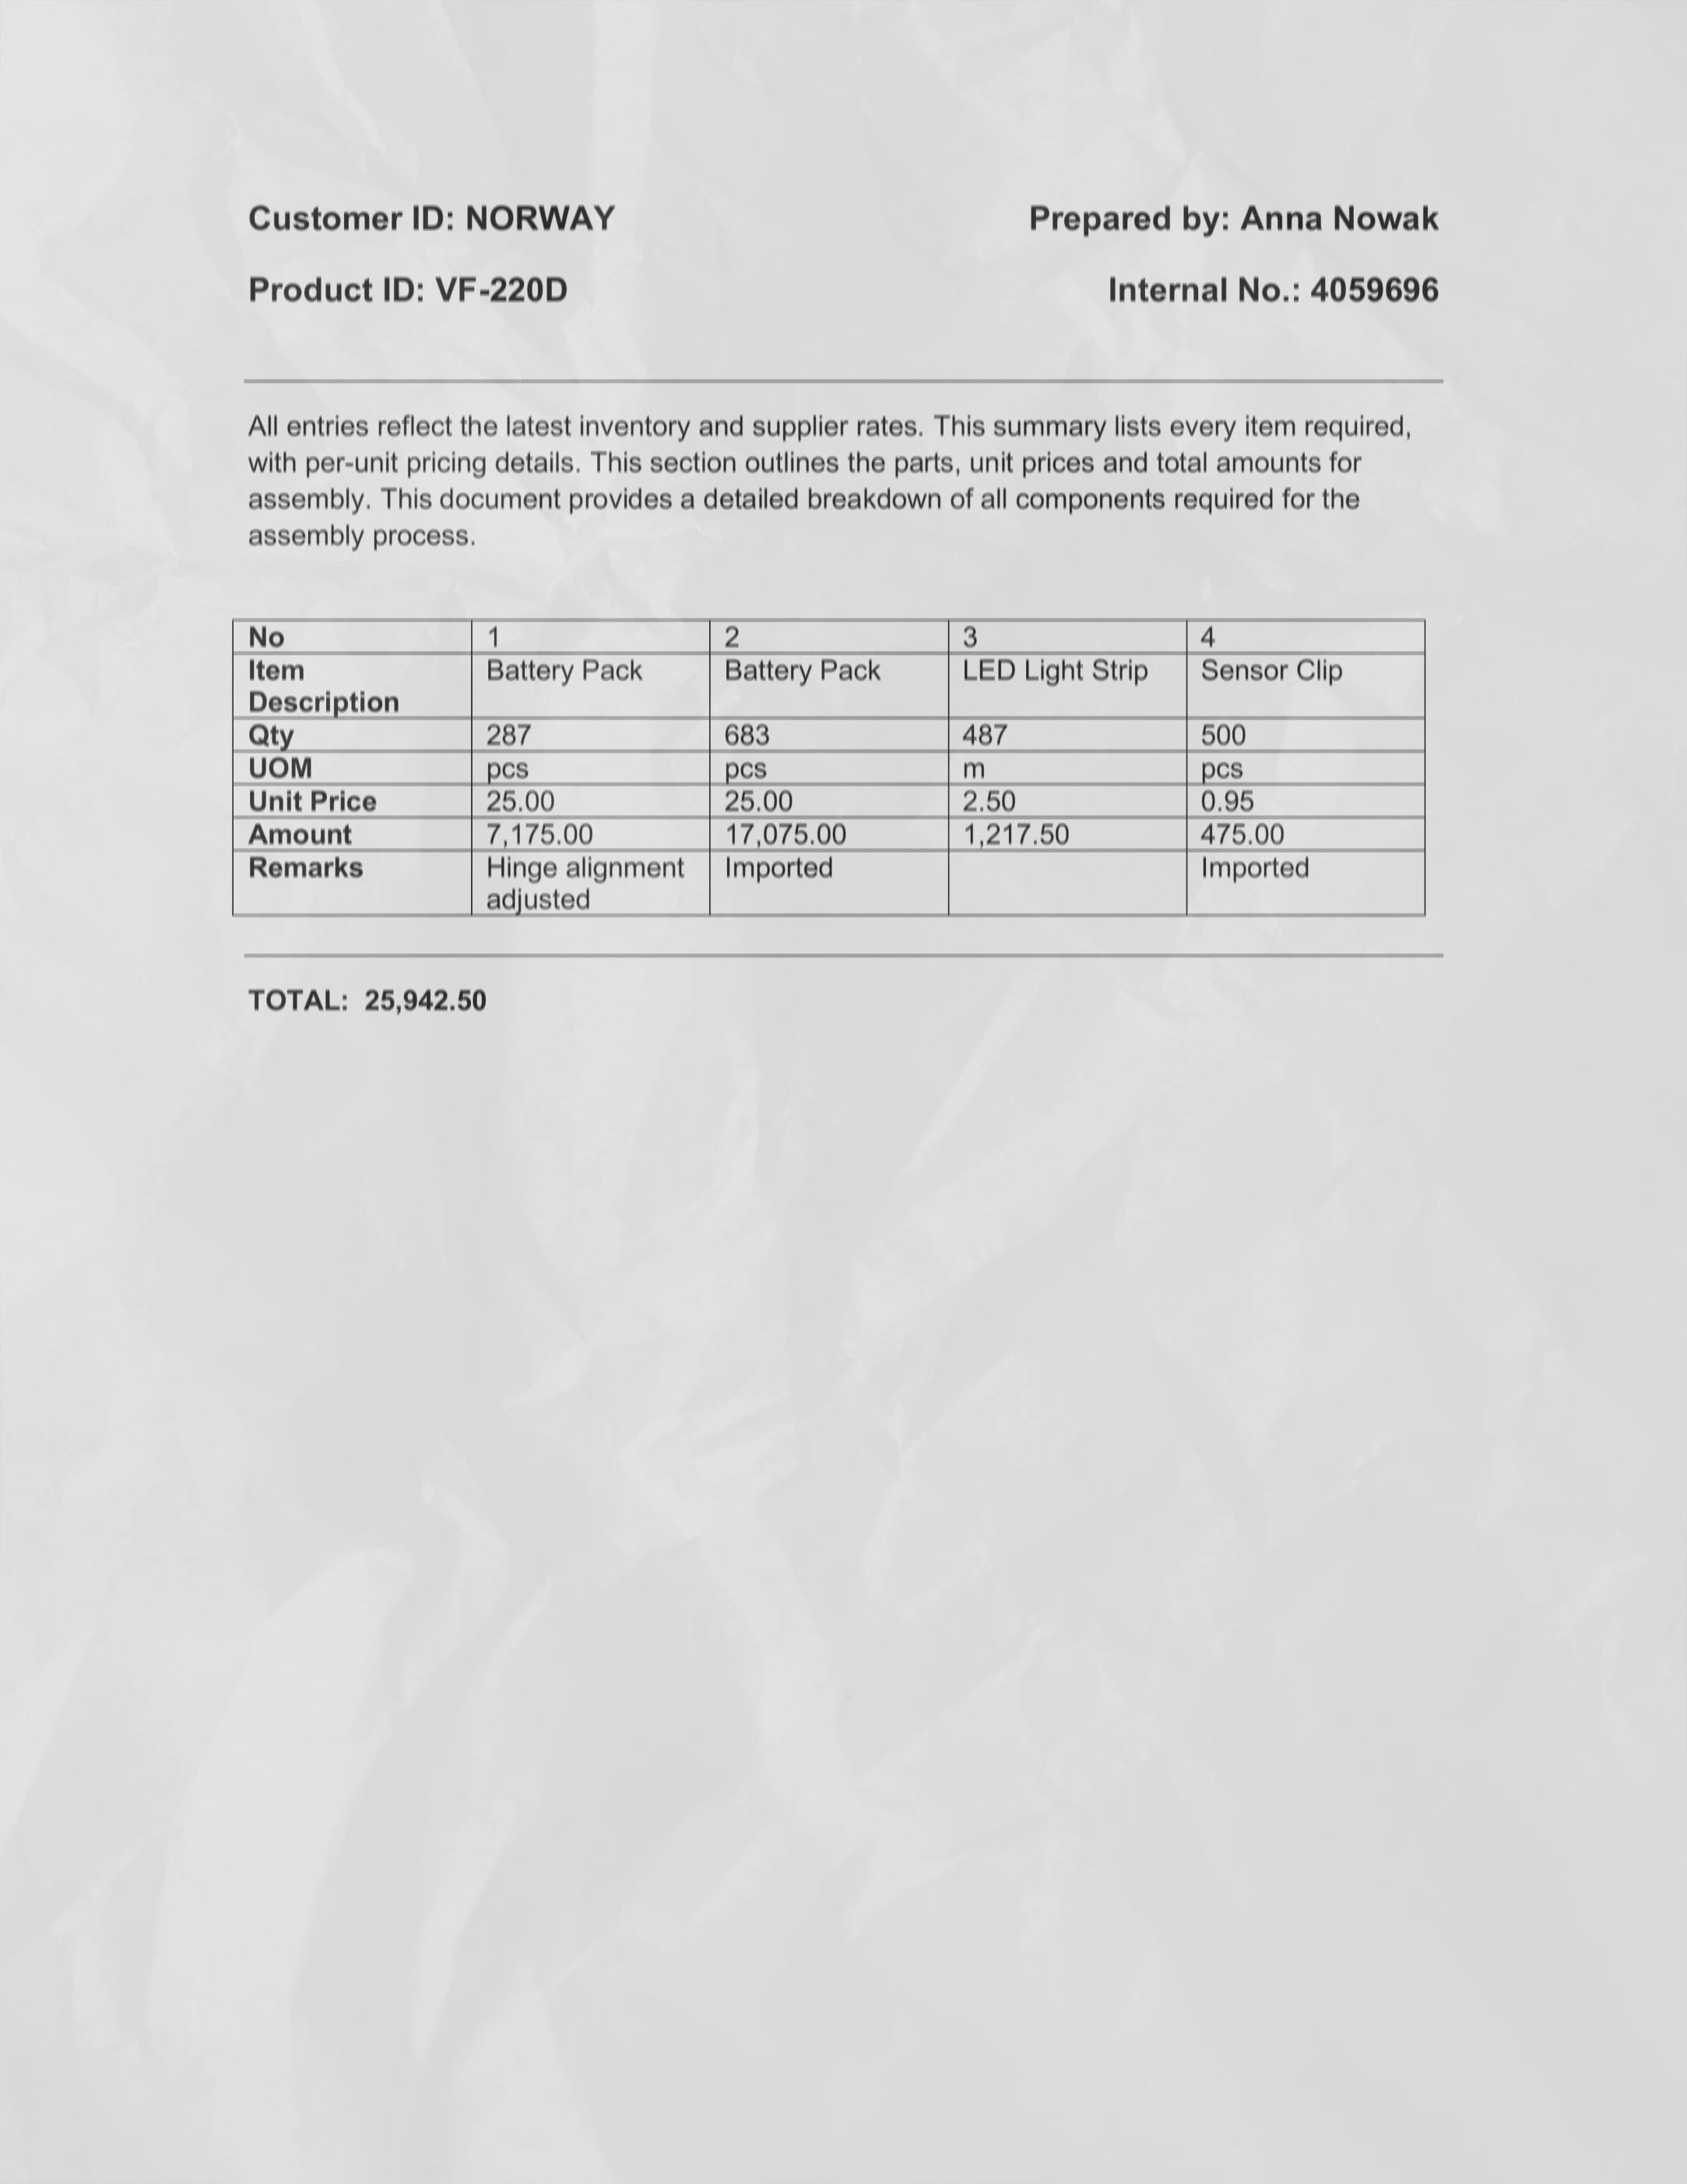 Customer ID: NORWAY Prepared by: Anna Nowak
Product ID: VF-220D Internal No.: 4059696
All entries reflect the latest inventory and supplier rates. This summary lists every item required,
with per-unit pricing details. This section outlines the parts, unit prices and total amounts for
assembly. This document provides a detailed breakdown of all components required for the
assembly process.
No 1 2 3 4
Item Battery Pack Battery Pack LED Light Strip Sensor Clip
Description
Qty 287 683 487 500
UOM pcs pcs m pcs
Unit Price 25.00 25.00 2.50 0.95
Amount 7,175.00 17,075.00 1,217.50 475.00
Remarks Hinge alignment Imported Imported
adjusted
TOTAL: 25,942.50